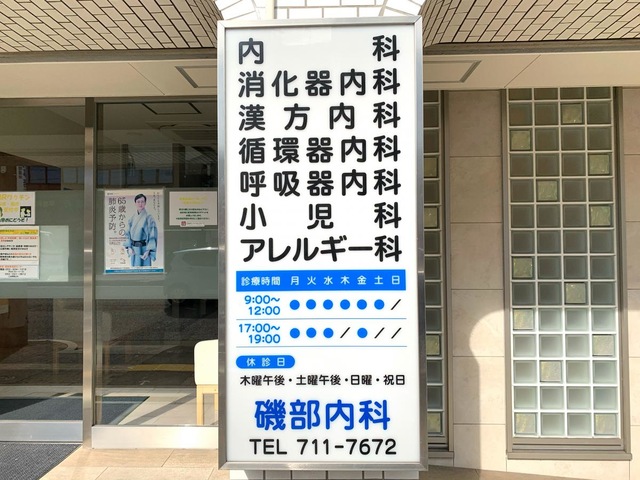 内科
消化器内科
漢方内科
循環器内科
呼吸器内科
小児科
アレルギー科
診療時間 月 火 水 木 金 土 日
9:00〜12:00 ● ● ● ● ● ● /
17:00〜19:00 ● ● ● / ● / /
休診日
木曜午後・土曜午後・日曜・祝日
磯部内科
TEL 711-7672
65歳からの
肺炎予防。